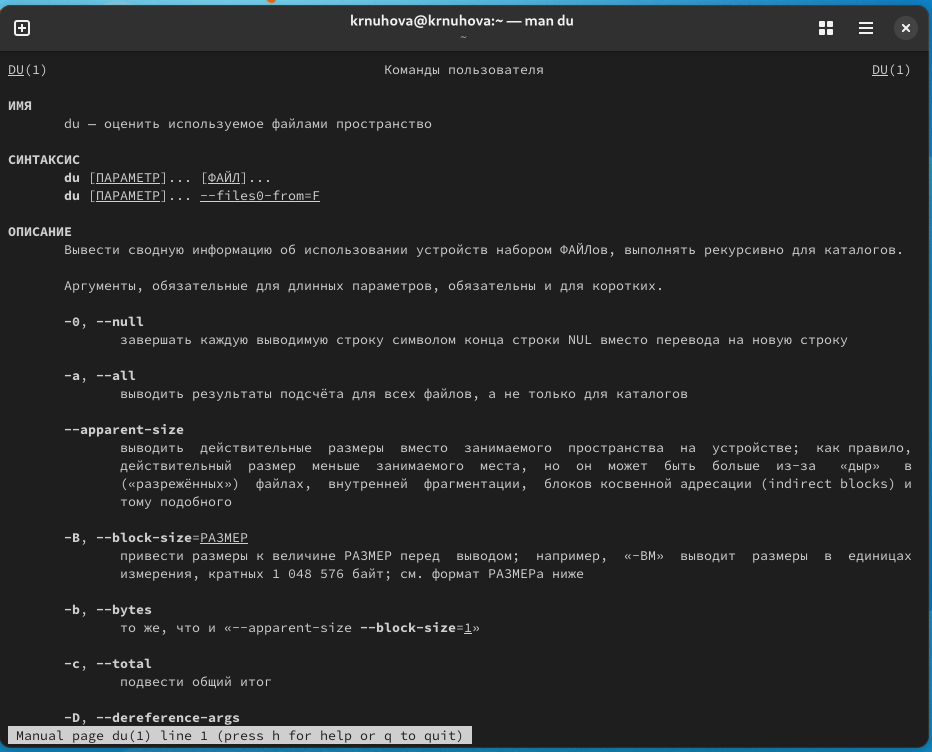 krnuhova@krnuhova:~ — man du
~
DU(1) Команды пользователя DU(1)
ИМЯ
du — оценить используемое файлами пространство
СИНТАКСИС
du [ПАРАМЕТР]... [ФАЙЛ]...
du [ПАРАМЕТР]... --files0-from=F
ОПИСАНИЕ
Вывести сводную информацию об использовании устройств набором ФАЙЛов, выполнять рекурсивно для каталогов.
Аргументы, обязательные для длинных параметров, обязательны и для коротких.
-0, --null
завершать каждую выводимую строку символом конца строки NUL вместо перевода на новую строку
-a, --all
выводить результаты подсчёта для всех файлов, а не только для каталогов
--apparent-size
выводить действительные размеры вместо занимаемого пространства на устройстве; как правило,
действительный размер меньше занимаемого места, но он может быть больше из-за «дыр» в
(«разрежённых») файлах, внутренней фрагментации, блоков косвенной адресации (indirect blocks) и
тому подобного
-B, --block-size=РАЗМЕР
привести размеры к величине РАЗМЕР перед выводом; например, «-BM» выводит размеры в единицах
измерения, кратных 1 048 576 байт; см. формат РАЗМЕРа ниже
-b, --bytes
то же, что и «--apparent-size --block-size=1»
-c, --total
подвести общий итог
-D, --dereference-args
Manual page du(1) line 1 (press h for help or q to quit)